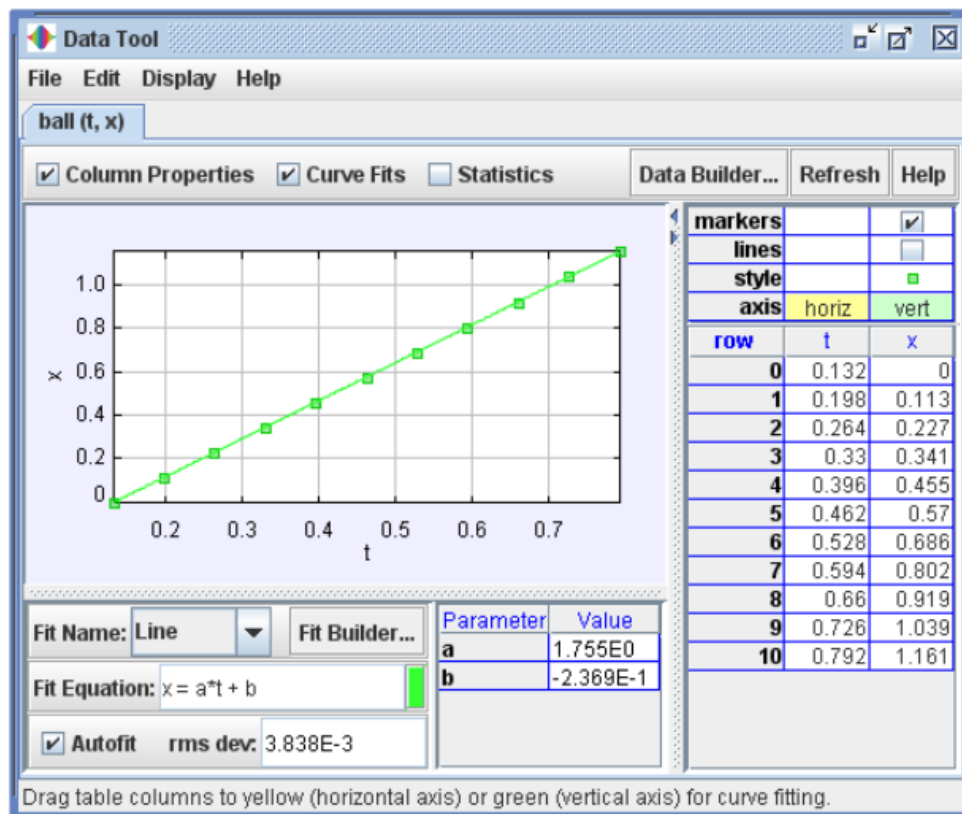 Data Tool
File Edit Display Help
ball (t, x)
Column Properties Curve Fits Statistics Data Builder... Refresh Help
markers
lines
style
axis horiz vert
row t x
0 0.132 0
1 0.198 0.113
2 0.264 0.227
3 0.33 0.341
4 0.396 0.455
5 0.462 0.57
6 0.528 0.686
7 0.594 0.802
8 0.66 0.919
9 0.726 1.039
10 0.792 1.161
1.0
0.8
x
0.6
0.4
0.2
0
0.2 0.3 0.4 0.5 0.6 0.7
t
Fit Name: Line Fit Builder...
Fit Equation: x = a*t + b
Autofit rms dev: 3.838E-3
Parameter Value
a 1.755E0
b -2.369E-1
Drag table columns to yellow (horizontal axis) or green (vertical axis) for curve fitting.